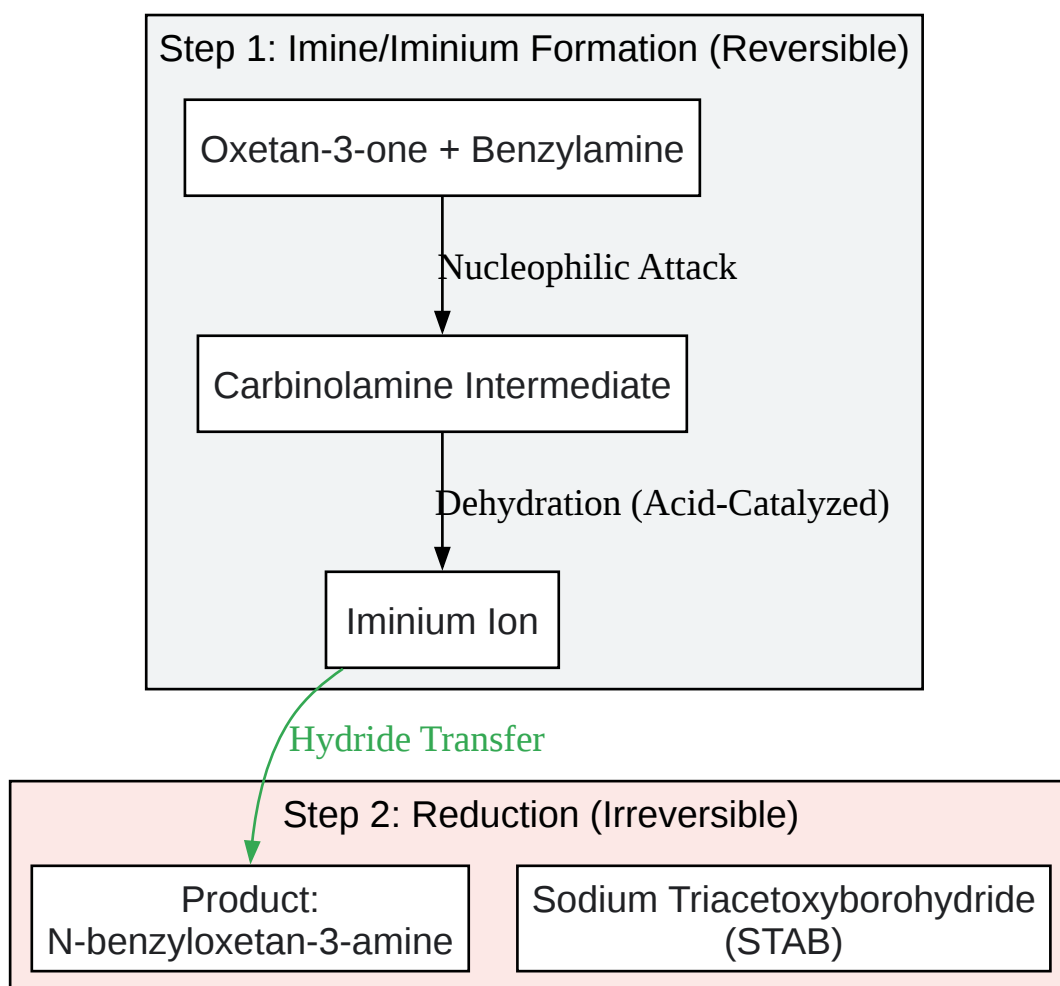 Step 1: Imine/Iminium Formation (Reversible)
Oxetan-3-one + Benzylamine
Nucleophilic Attack
Carbinolamine Intermediate
Dehydration (Acid-Catalyzed)
Iminium Ion
Hydride Transfer
Step 2: Reduction (Irreversible)
Product:
N-benzyloxetan-3-amine
Sodium Triacetoxyborohydride
(STAB)